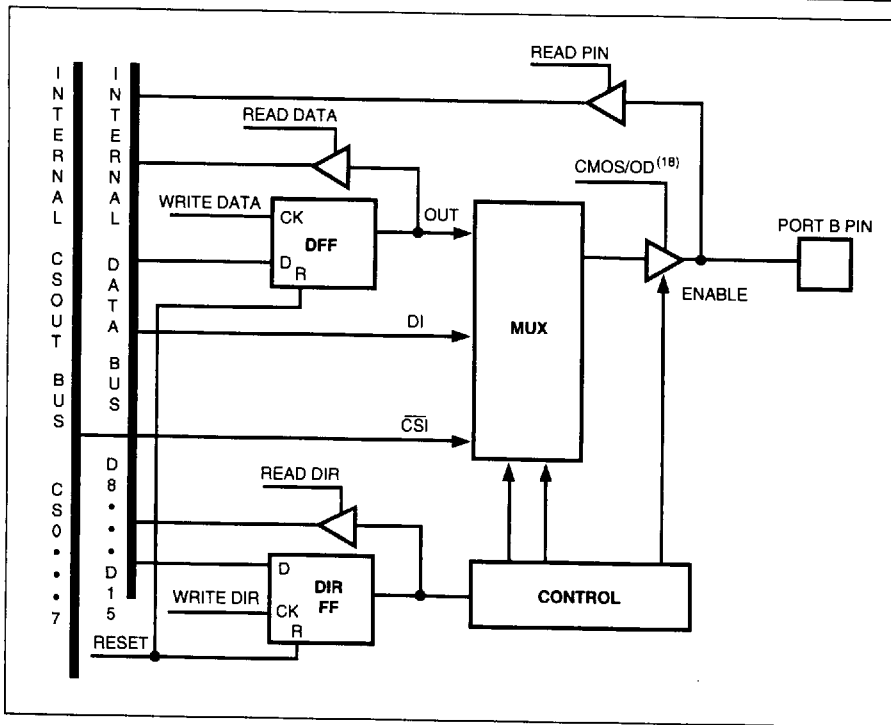 INTERNAL CSOUT BUS CS0••••7
INTERNAL DATA BUS D8••••D15
READ PIN
READ DATA
CMOS/OD(18)
WRITE DATA
CK
DFF
D
R
OUT
PORT B PIN
ENABLE
DI
MUX
CSI
READ DIR
D
DIR
FF
WRITE DIR
CK
R
CONTROL
RESET